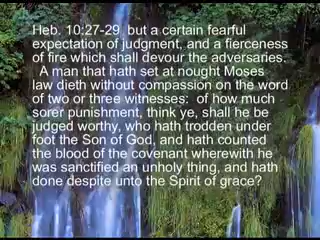 Heb. 10:27-29  but a certain fearful
expectation of judgment, and a fierceness
of fire which shall devour the adversaries.
A man that hath set at nought Moses
law dieth without compassion on the word
of two or three witnesses:  of how much
sorer punishment, think ye, shall he be
judged worthy, who hath trodden under
foot the Son of God, and hath counted
the blood of the covenant wherewith he
was sanctified an unholy thing, and hath
done despite unto the Spirit of grace?